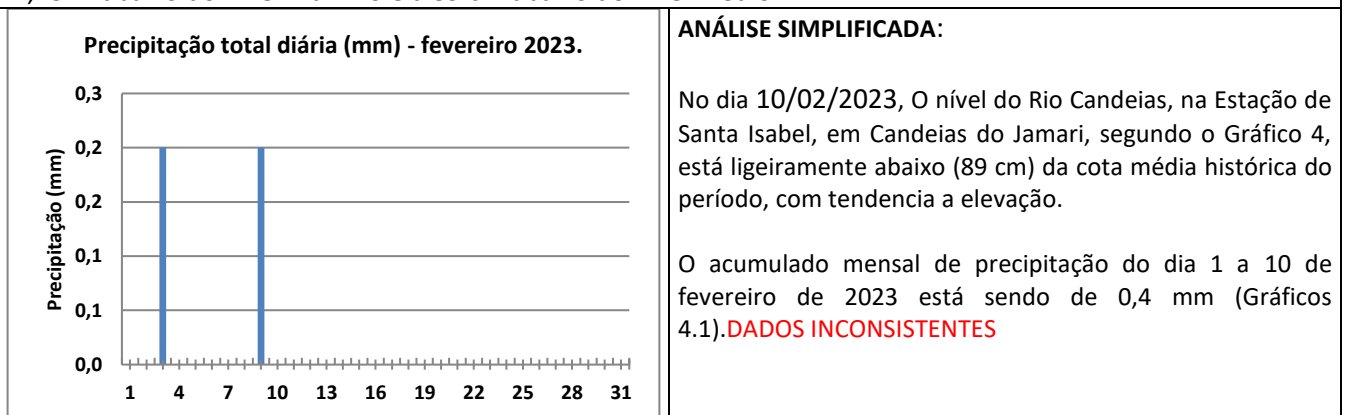 Precipitação total diária (mm) - fevereiro 2023.
Precipitação (mm)
0,3
0,2
0,2
0,1
0,1
0,0
1 4 7 10 13 16 19 22 25 28 31
ANÁLISE SIMPLIFICADA:
No dia 10/02/2023, O nível do Rio Candeias, na Estação de
Santa Isabel, em Candeias do Jamari, segundo o Gráfico 4,
está ligeiramente abaixo (89 cm) da cota média histórica do
período, com tendencia a elevação.
O acumulado mensal de precipitação do dia 1 a 10 de
fevereiro de 2023 está sendo de 0,4 mm (Gráficos
4.1).DADOS INCONSISTENTES